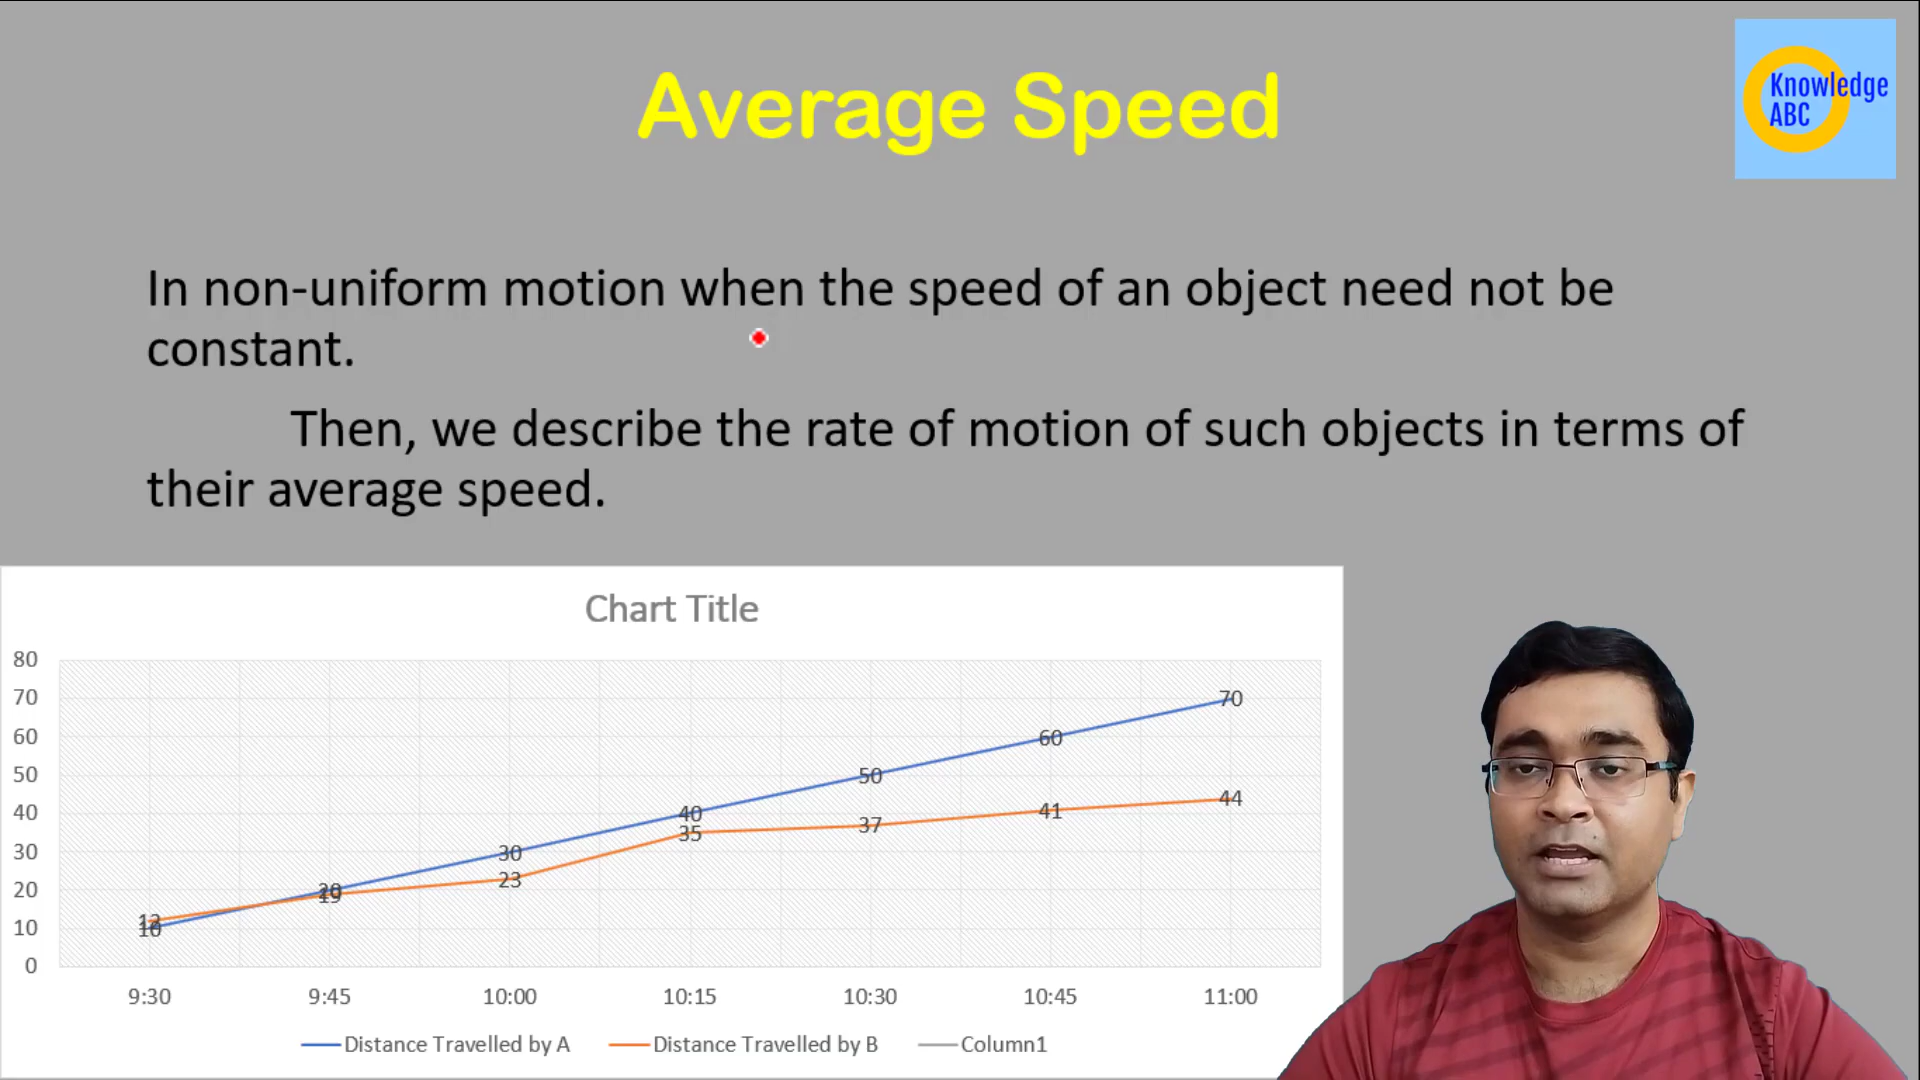 Average Speed
Knowledge
ABC
In non-uniform motion when the speed of an object need not be
constant.
Then, we describe the rate of motion of such objects in terms of
their average speed.
Chart Title
80
70
60
50
40
30
20
10
0
70
60
50
40
30
20
10
44
41
37
35
23
19
12
9:30 9:45 10:00 10:15 10:30 10:45 11:00
Distance Travelled by A Distance Travelled by B Column1